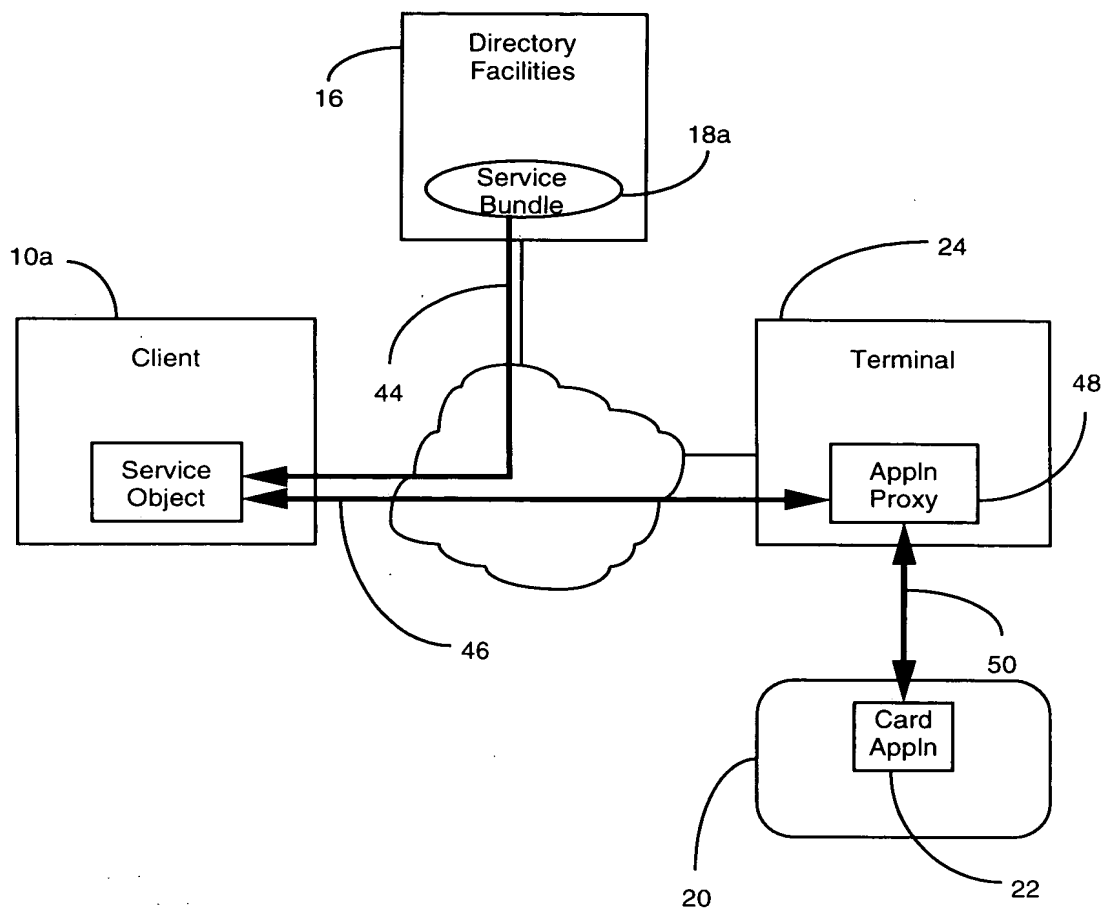 Directory
Facilities
16
18a
Service
Bundle
10a
24
Client
Terminal
44
48
Service
Object
Appln
Proxy
46
50
Card
Appln
20
22